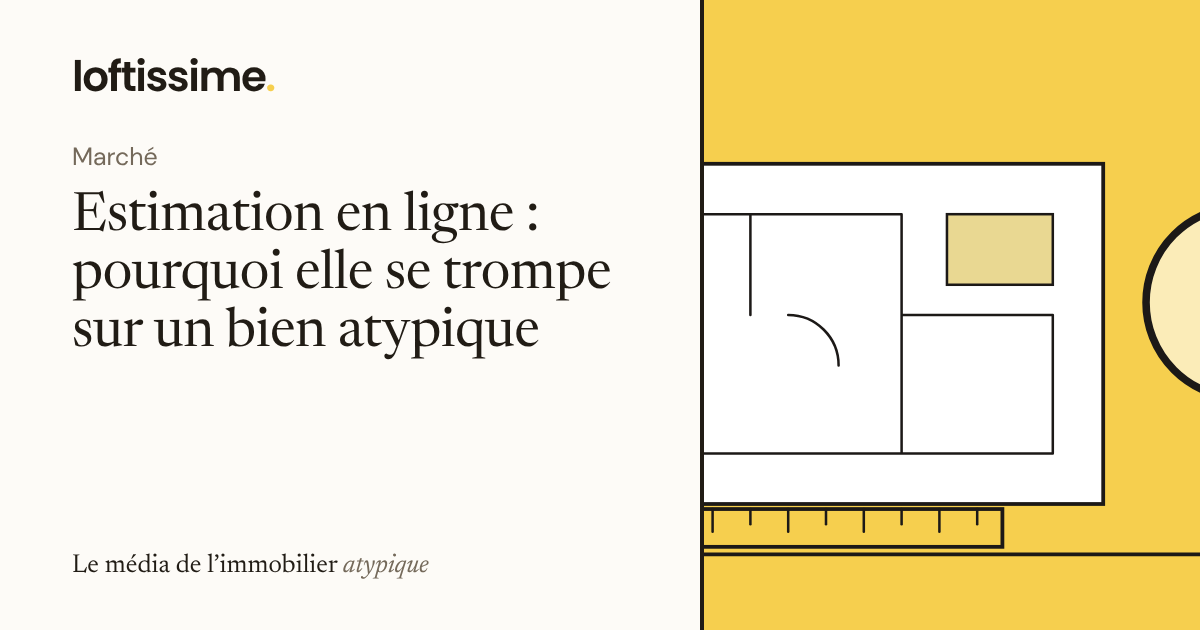 loftissime.
Marché
Estimation en ligne :
pourquoi elle se trompe
sur un bien atypique
Le média de l’immobilier atypique